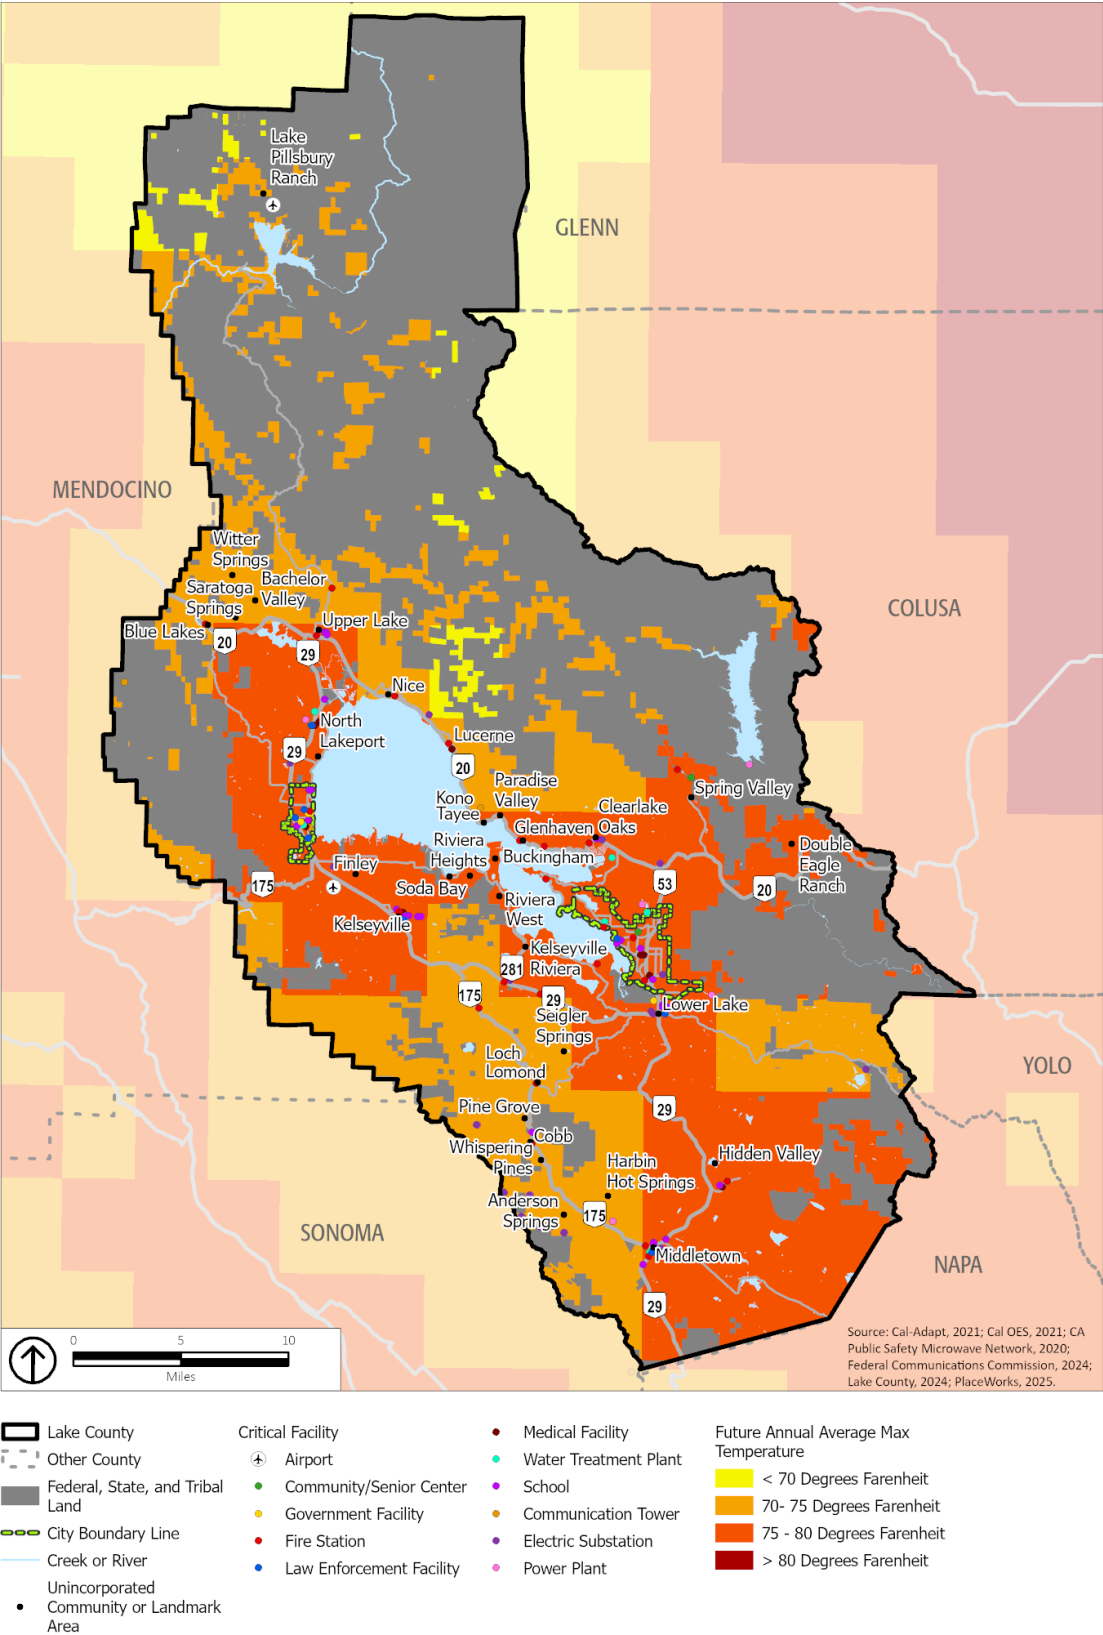 Lake
Pillsbury
Ranch
GLENN
MENDOCINO
Witter
Springs
Bachelor
Valley
Saratoga
Springs
Blue Lakes
Upper Lake
20
29
COLUSA
Nice
North
Lakeport
29
Lucerne
20
Paradise
Valley
Kono
Tayee
Spring Valley
Clearlake
Oaks
Glenhaven
Riviera
Heights
Buckingham
Double
Eagle
Ranch
Finley
175
Soda Bay
53
20
Riviera
West
Kelseyville
Kelseyville
Riviera
281
175
29
Lower Lake
Seigler
Springs
Loch
Lomond
YOLO
Pine Grove
29
Cobb
Whispering
Pines
Hidden Valley
Harbin
Hot Springs
Anderson
Springs
175
SONOMA
Middletown
NAPA
29
0 5 10
Miles
Source: Cal-Adapt, 2021; Cal OES, 2021; CA
Public Safety Microwave Network, 2020;
Federal Communications Commission, 2024;
Lake County, 2024; PlaceWorks, 2025.
Lake County
Other County
Federal, State, and Tribal
Land
City Boundary Line
Creek or River
Unincorporated
Community or Landmark
Area
Critical Facility
Airport
Community/Senior Center
Government Facility
Fire Station
Law Enforcement Facility
Medical Facility
Water Treatment Plant
School
Communication Tower
Electric Substation
Power Plant
Future Annual Average Max
Temperature
< 70 Degrees Farenheit
70- 75 Degrees Farenheit
75 - 80 Degrees Farenheit
> 80 Degrees Farenheit